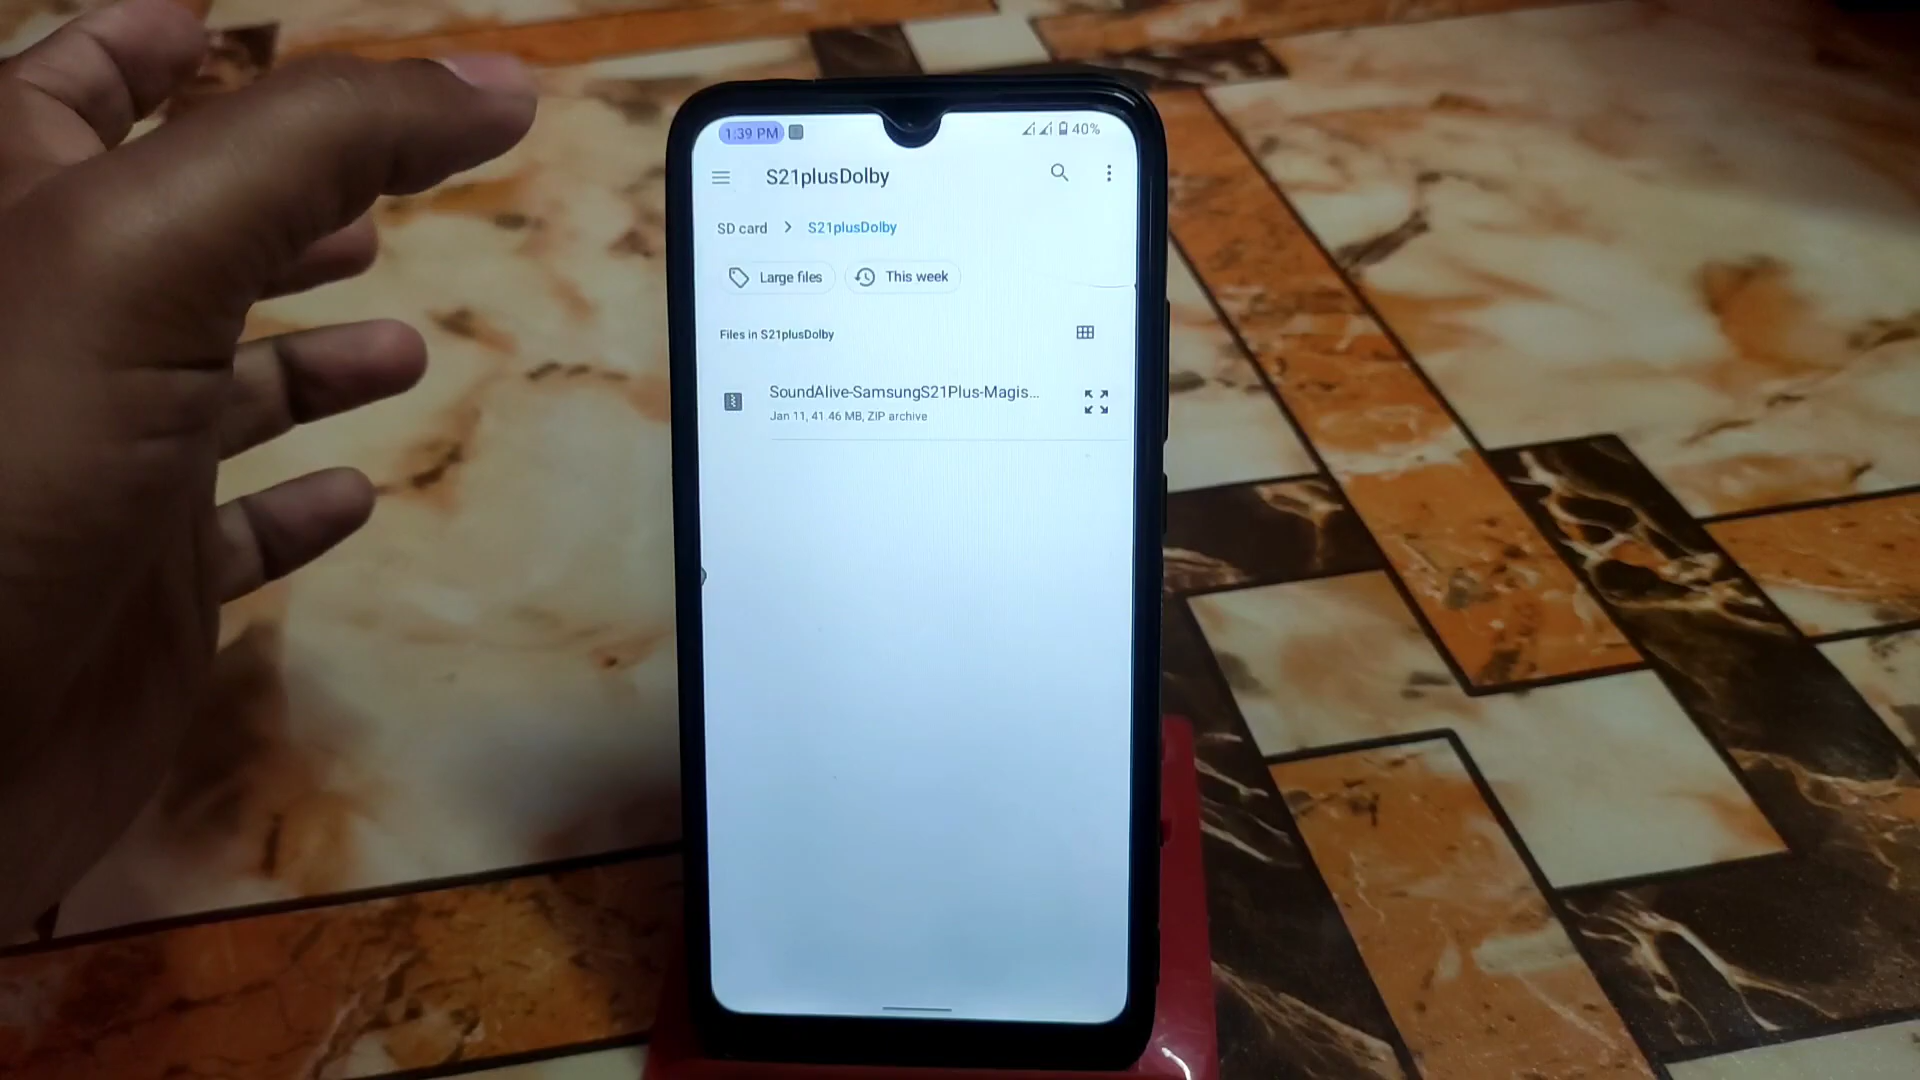 1:39 PM 40%
S21plusDolby
SD card > S21plusDolby
Large files This week
Files in S21plusDolby
SoundAlive-SamsungS21Plus-Magis...
Jan 11, 41.46 MB, ZIP archive